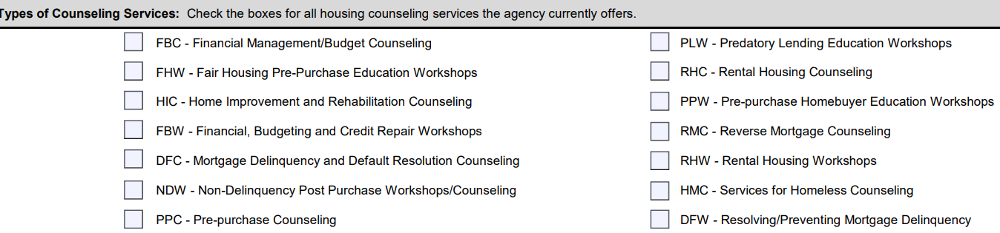 Types of Counseling Services: Check the boxes for all housing counseling services the agency currently offers.
FBC - Financial Management/Budget Counseling
FHW - Fair Housing Pre-Purchase Education Workshops
HIC - Home Improvement and Rehabilitation Counseling
FBW - Financial, Budgeting and Credit Repair Workshops
DFC - Mortgage Delinquency and Default Resolution Counseling
NDW - Non-Delinquency Post Purchase Workshops/Counseling
PPC - Pre-purchase Counseling
PLW - Predatory Lending Education Workshops
RHC - Rental Housing Counseling
PPW - Pre-purchase Homebuyer Education Workshops
RMC - Reverse Mortgage Counseling
RHW - Rental Housing Workshops
HMC - Services for Homeless Counseling
DFW - Resolving/Preventing Mortgage Delinquency